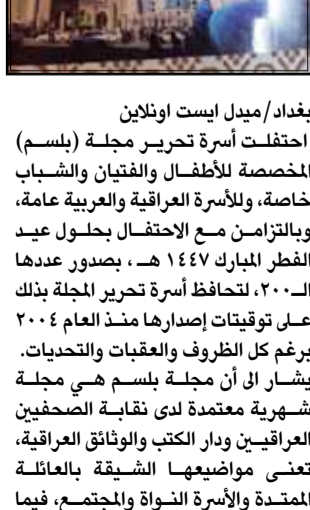 بغداد/ميدل ايست اونلاين
احتفلت أسرة تحرير مجلة (بلسم)
المخصصة للأطفال والفتيان والشباب
خاصة، وللأسرة العراقية والعربية عامة،
وبالتزامن مع الاحتفال بحلول عيد
الفطر المبارك ١٤٤٧ هـ ، بصدور عددها
الـ٢٠٠، لتحافظ أسرة تحرير المجلة بذلك
على توقيتات إصدارها منذ العام ٢٠٠٤
برغم كل الظروف والعقبات والتحديات.
يشار الى أن مجلة بلسم هي مجلة
شهرية معتمدة لدى نقابة الصحفيين
العراقيين ودار الكتب والوثائق العراقية،
تعنى مواضيعها الشيقة بالعائلة
الممتدة والأسرة النواة والمجتمع، فيما